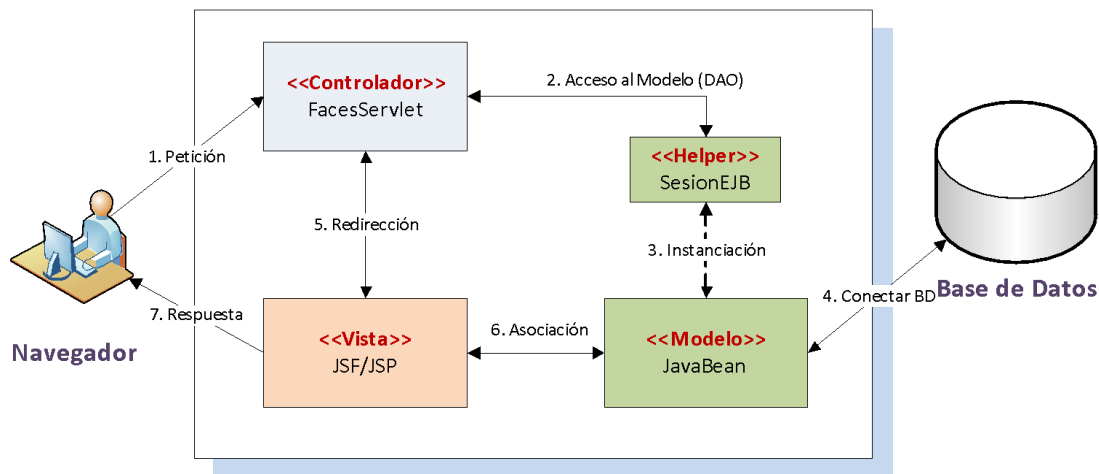 <<Controlador>>
FacesServlet
2. Acceso al Modelo (DAO)
1. Petición
<<Helper>>
SesionEJB
5. Redirección
3. Instanciación
Base de Datos
4. Conectar BD
7. Respuesta
6. Asociación
<<Vista>>
JSF/JSP
<<Modelo>>
JavaBean
Navegador